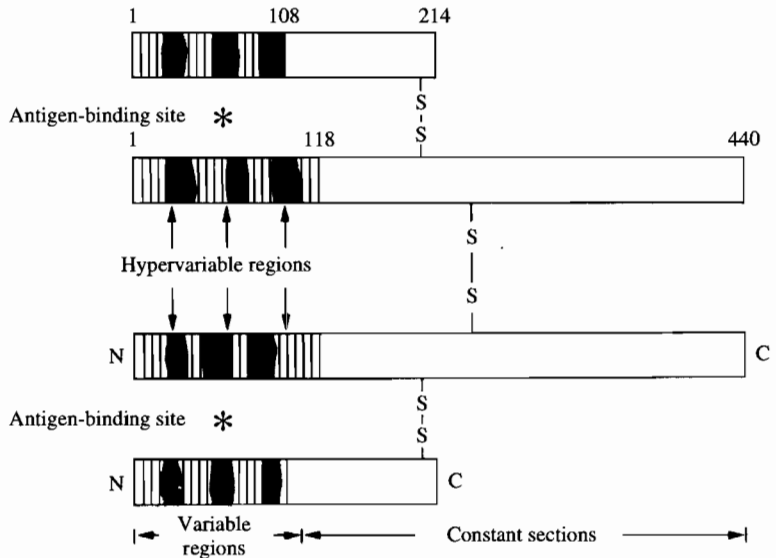 1 108 214
S
Antigen-binding site *
S
1 118 440
S
Hypervariable regions
S
N C
S
Antigen-binding site *
S
N C
Variable regions
Constant sections